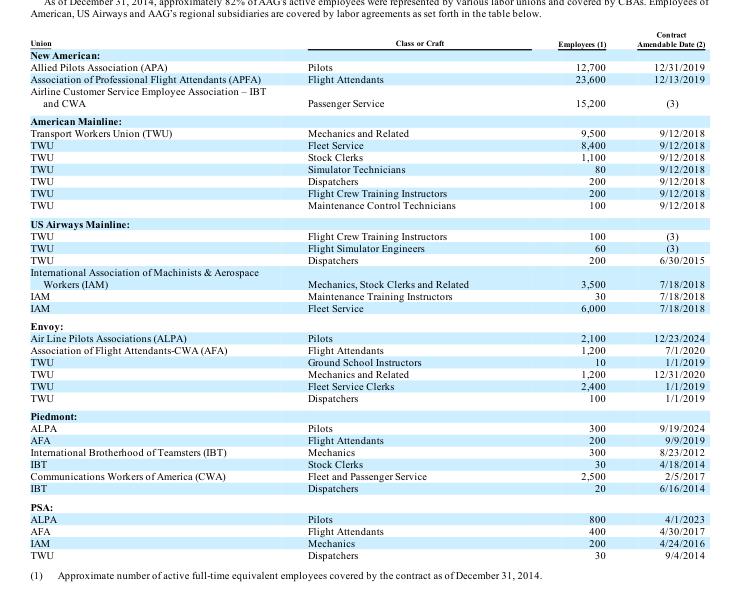 As of December 31, 2014, approximately 82% of AAG's active employees were represented by various labor unions and covered by CBAs. Employees of
American, US Airways and AAG's regional subsidiaries are covered by labor agreements as set forth in the table below.
Contract
Union Class or Craft Employees (1) Amendable Date (2)
New American:
Allied Pilots Association (APA) Pilots 12,700 12/31/2019
Association of Professional Flight Attendants (APFA) Flight Attendants 23,600 12/13/2019
Airline Customer Service Employee Association – IBT
and CWA Passenger Service 15,200 (3)
American Mainline:
Transport Workers Union (TWU) Mechanics and Related 9,500 9/12/2018
TWU Fleet Service 8,400 9/12/2018
TWU Stock Clerks 1,100 9/12/2018
TWU Simulator Technicians 80 9/12/2018
TWU Dispatchers 200 9/12/2018
TWU Flight Crew Training Instructors 200 9/12/2018
TWU Maintenance Control Technicians 100 9/12/2018
US Airways Mainline:
TWU Flight Crew Training Instructors 100 (3)
TWU Flight Simulator Engineers 60 (3)
TWU Dispatchers 200 6/30/2015
International Association of Machinists & Aerospace
Workers (IAM) Mechanics, Stock Clerks and Related 3,500 7/18/2018
IAM Maintenance Training Instructors 30 7/18/2018
IAM Fleet Service 6,000 7/18/2018
Envoy:
Air Line Pilots Associations (ALPA) Pilots 2,100 12/23/2024
Association of Flight Attendants-CWA (AFA) Flight Attendants 1,200 7/1/2020
TWU Ground School Instructors 10 1/1/2019
TWU Mechanics and Related 1,200 12/31/2020
TWU Fleet Service Clerks 2,400 1/1/2019
TWU Dispatchers 100 1/1/2019
Piedmont:
ALPA Pilots 300 9/19/2024
AFA Flight Attendants 200 9/9/2019
International Brotherhood of Teamsters (IBT) Mechanics 300 8/23/2012
IBT Stock Clerks 30 4/18/2014
Communications Workers of America (CWA) Fleet and Passenger Service 2,500 2/5/2017
IBT Dispatchers 20 6/16/2014
PSA:
ALPA Pilots 800 4/1/2023
AFA Flight Attendants 400 4/30/2017
IAM Mechanics 200 4/24/2016
TWU Dispatchers 30 9/4/2014
(1) Approximate number of active full-time equivalent employees covered by the contract as of December 31, 2014.